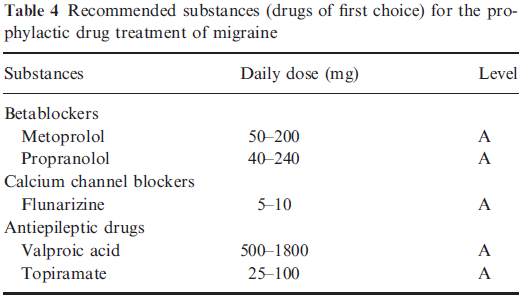 Table 4 Recommended substances (drugs of first choice) for the pro-
phylactic drug treatment of migraine
Substances Daily dose (mg) Level
Betablockers
Metoprolol 50–200 A
Propranolol 40–240 A
Calcium channel blockers
Flunarizine 5–10 A
Antiepileptic drugs
Valproic acid 500–1800 A
Topiramate 25–100 A